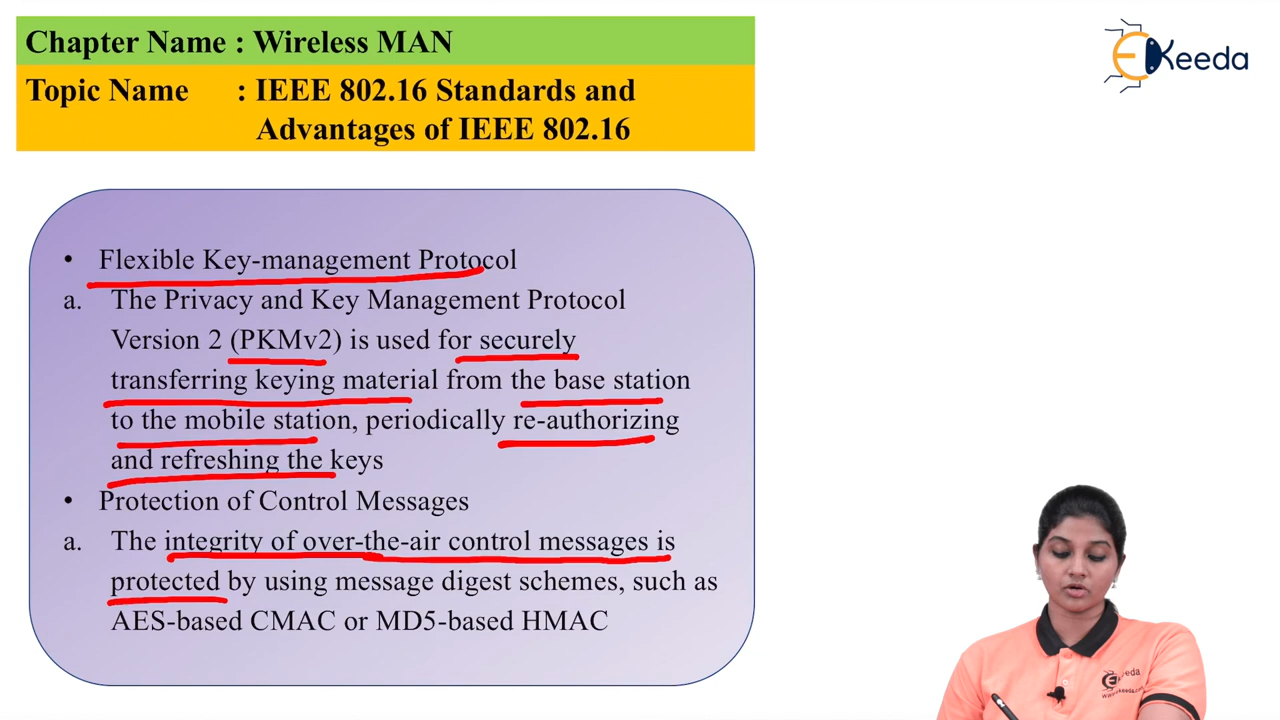 Chapter Name : Wireless MAN
Topic Name : IEEE 802.16 Standards and
Advantages of IEEE 802.16
EKeeda
• Flexible Key-management Protocol
a. The Privacy and Key Management Protocol
Version 2 (PKMv2) is used for securely
transferring keying material from the base station
to the mobile station, periodically re-authorizing
and refreshing the keys
• Protection of Control Messages
a. The integrity of over-the-air control messages is
protected by using message digest schemes, such as
AES-based CMAC or MD5-based HMAC